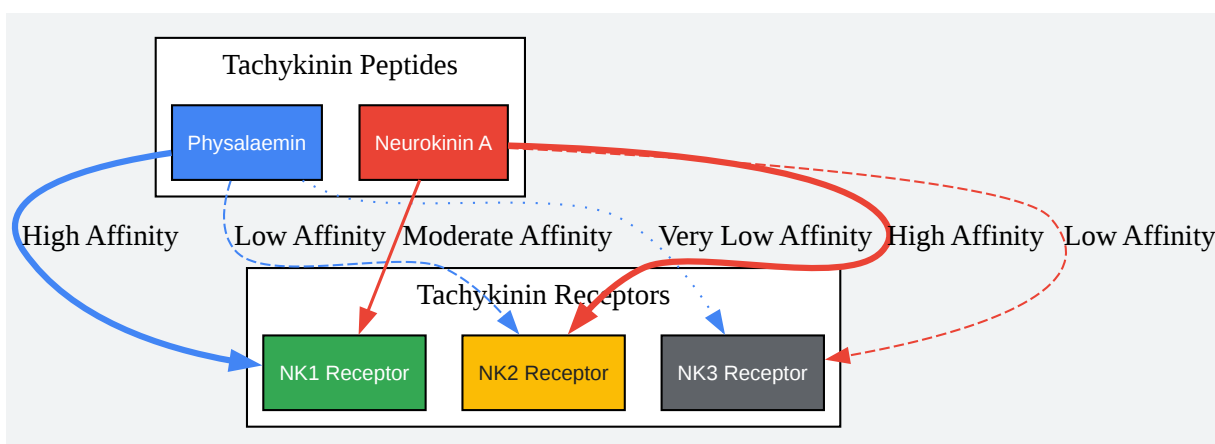 Tachykinin Peptides
Physalaemin
Neurokinin A
High Affinity
Low Affinity
Moderate Affinity
Very Low Affinity
High Affinity
Low Affinity
Tachykinin Receptors
NK1 Receptor
NK2 Receptor
NK3 Receptor